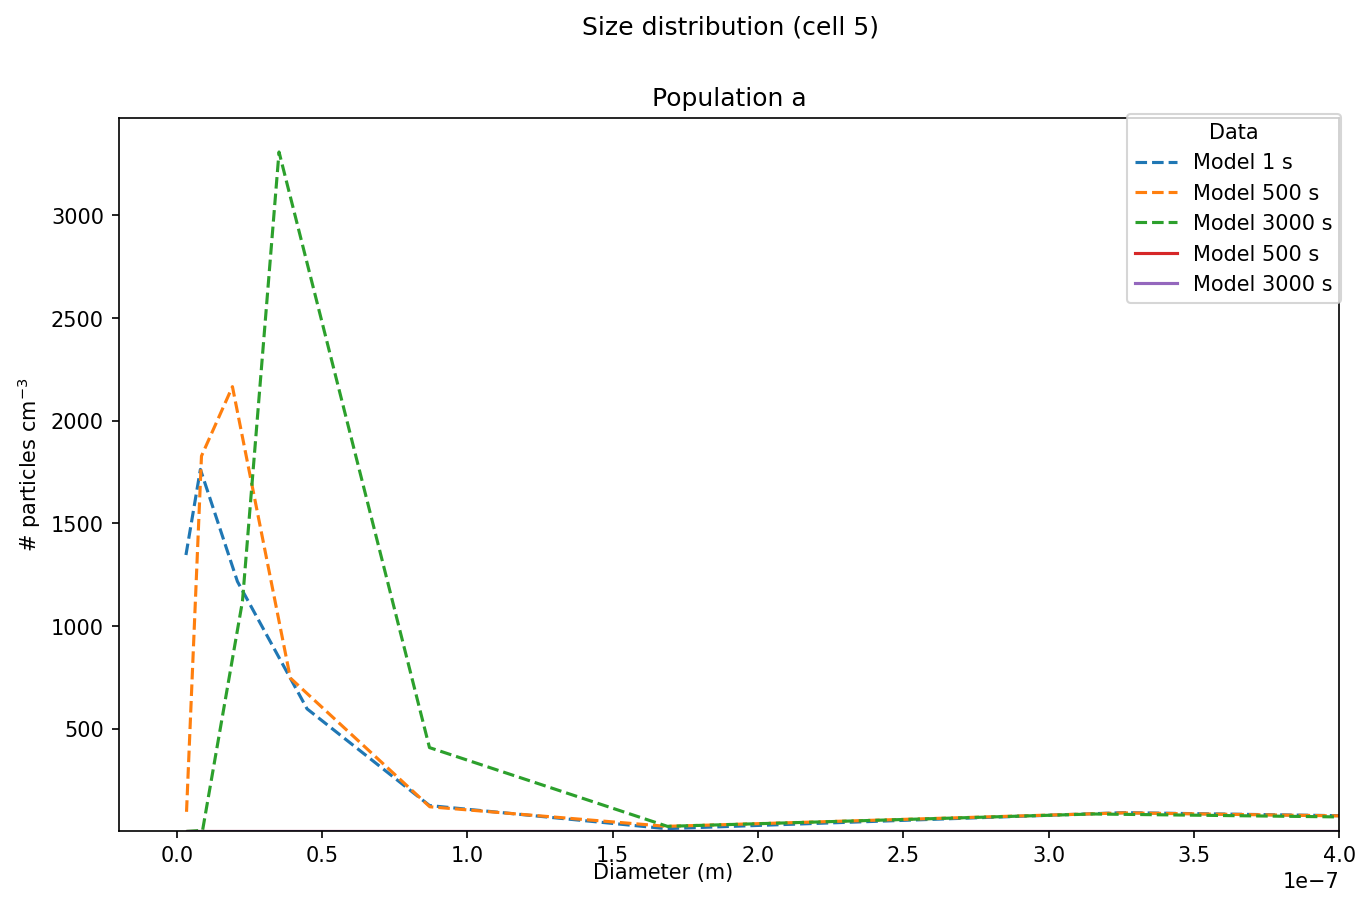 Size distribution (cell 5)
Population a
Data
Model 1 s
Model 500 s
Model 3000 s
Model 500 s
Model 3000 s
3000
2500
2000
1500
1000
500
# particles cm⁻³
0.0 0.5 1.0 1.5 2.0 2.5 3.0 3.5 4.0
Diameter (m)
1e−7